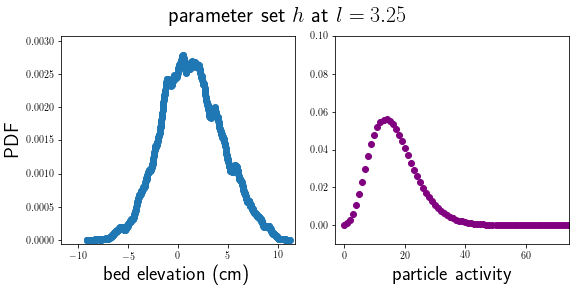 parameter set h at l = 3.25
PDF
0.0030
0.0025
0.0020
0.0015
0.0010
0.0005
0.0000
−10 −5 0 5 10
bed elevation (cm)
0.10
0.08
0.06
0.04
0.02
0.00
0 20 40 60
particle activity